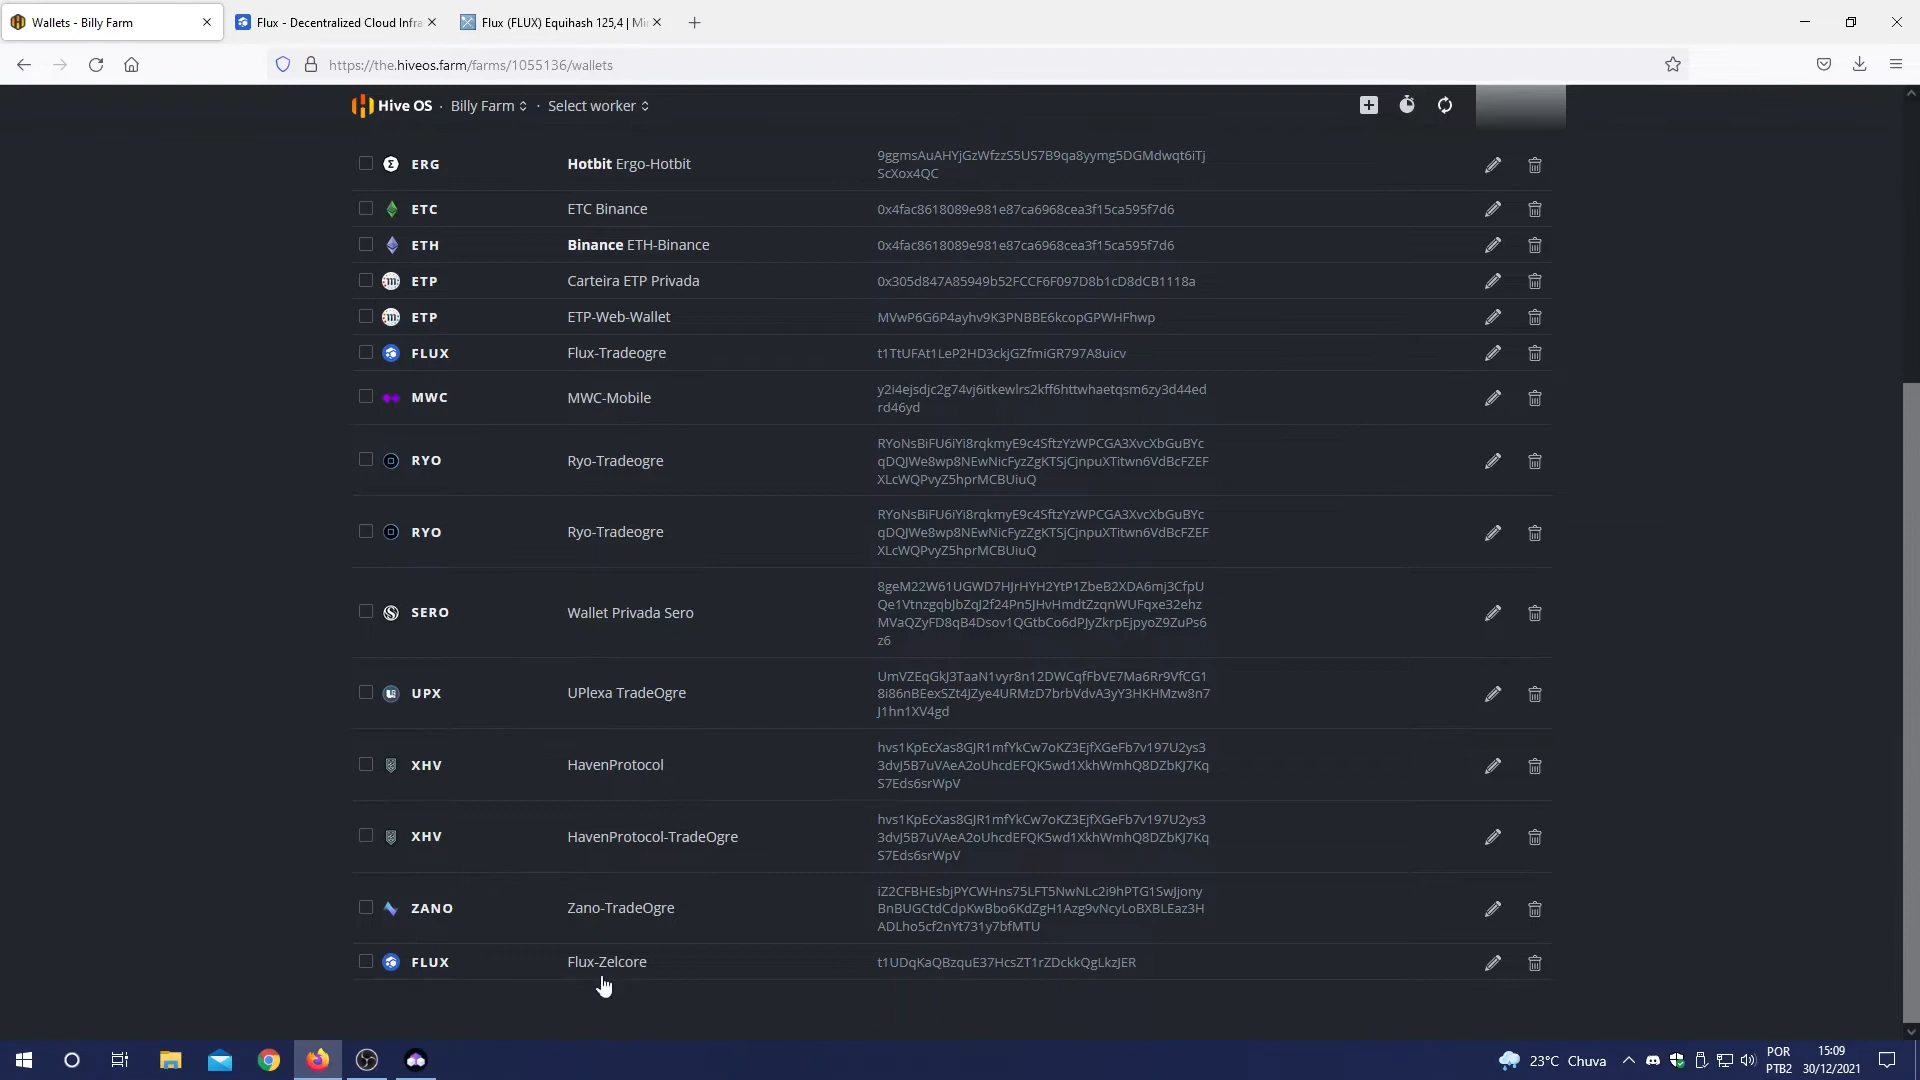 Wallets - Billy Farm
Flux - Decentralized Cloud Infra
Flux (FLUX) Equihash 125,4 | Mi
https://the.hiveos.farm/farms/1055136/wallets
Hive OS · Billy Farm · Select worker
ERG Hotbit Ergo-Hotbit 9ggmsAuAHYjGzWfzzS5US7B9qa8yymg5DGMdwqt6iTj
ScXox4QC
ETC ETC Binance 0x4fac8618089e981e87ca6968cea3f15ca595f7d6
ETH Binance ETH-Binance 0x4fac8618089e981e87ca6968cea3f15ca595f7d6
ETP Carteira ETP Privada 0x305d847A85949b52FCCF6F097D8b1cD8dCB1118a
ETP ETP-Web-Wallet MVwP6G6P4ayhv9K3PNBBE6kcopGPWHFhwp
FLUX Flux-Tradeogre t1TtUFAt1LeP2HD3ckjGZfmiGR797A8uicv
MWC MWC-Mobile y2i4ejsdjc2g74vj6itkewlrs2kff6httwhaetqsm6zy3d44ed
rd46yd
RYO Ryo-Tradeogre RYoNsBiFU6iYi8rqkmyE9c4SftzYzWPCGA3XvcXbGuBYc
qDQJWe8wp8NEwNicFyzZgKTSjCjnpuXTitwn6VdBcFZEF
XLcWQPvyZ5hprMCBUiuQ
RYO Ryo-Tradeogre RYoNsBiFU6iYi8rqkmyE9c4SftzYzWPCGA3XvcXbGuBYc
qDQJWe8wp8NEwNicFyzZgKTSjCjnpuXTitwn6VdBcFZEF
XLcWQPvyZ5hprMCBUiuQ
SERO Wallet Privada Sero 8geM22W61UGWD7HJrHYH2YtP1ZbeB2XDA6mj3CfpU
Qe1VtnzgqbJbZqJ2f24Pn5JHvHmdtZzqnWUFqxe32ehz
MVaQZyFD8qB4Dsov1QGtbCo6dPJyZkrpEjpyoZ9ZuPs6
z6
UPX UPlexa TradeOgre UmVZEqGkJ3TaaN1vyr8n12DWCqfFbVE7Ma6Rr9VfCG1
8i86nBEexSZt4JZye4URMzD7brbVdvA3yY3HKHMzw8n7
J1hn1XV4gd
XHV HavenProtocol hvs1KpEcXas8GJR1mfYkCw7oKZ3EjfXGeFb7v197U2ys3
3dvJ5B7uVAeA2oUhcdEFQK5wd1XkhWmhQ8DZbKJ7Kq
S7Eds6srWpV
XHV HavenProtocol-TradeOgre hvs1KpEcXas8GJR1mfYkCw7oKZ3EjfXGeFb7v197U2ys3
3dvJ5B7uVAeA2oUhcdEFQK5wd1XkhWmhQ8DZbKJ7Kq
S7Eds6srWpV
ZANO Zano-TradeOgre iZ2CFBHEsbjPYCWHns75LFT5NwNLc2i9hPTG1SwJjony
BnBUGCtdCdpKwBbo6KdZgH1Azg9vNcyLoBXBLEaz3H
ADLho5cf2nYt731y7bfMTU
FLUX Flux-Zelcore t1UDqKaQBzquE37HcsZT1rZDckkQgLkzJER
23°C Chuva
POR
PTB2
15:09
30/12/2021